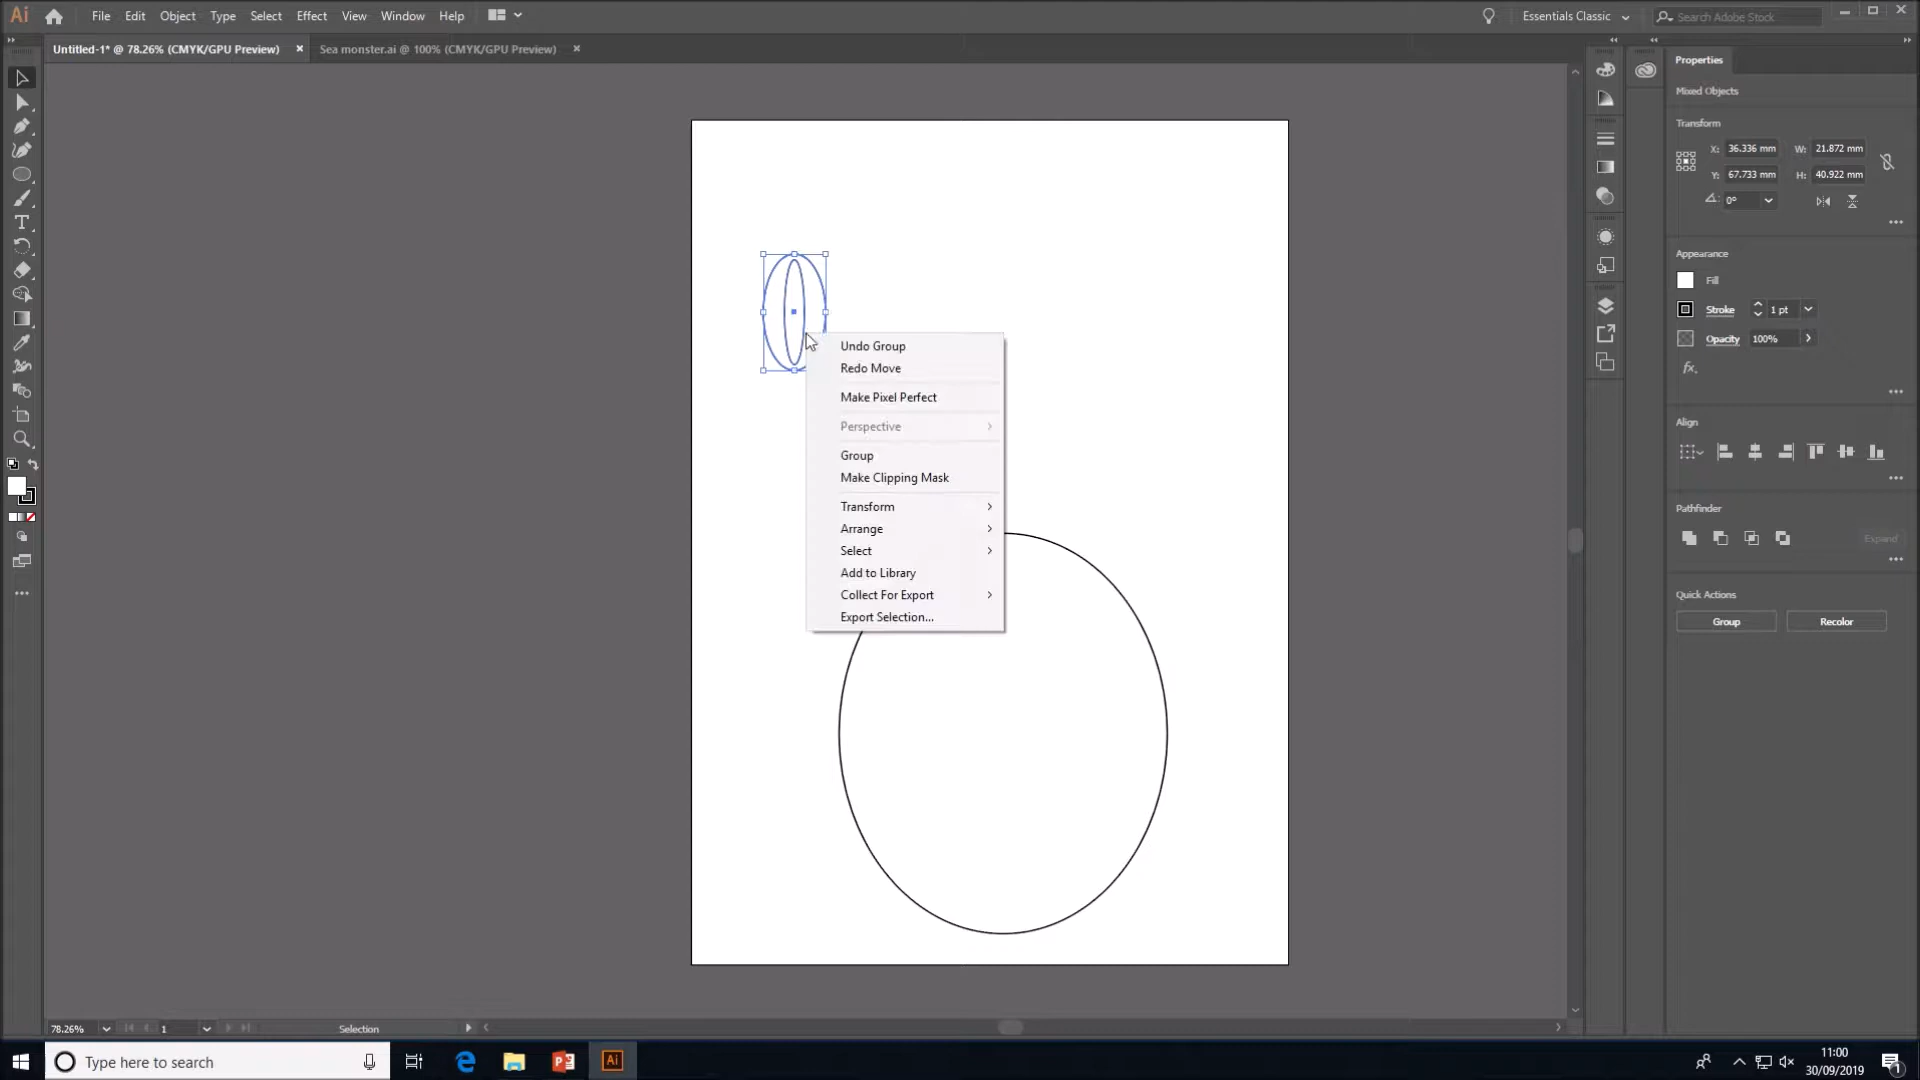 Ai File Edit Object Type Select Effect View Window Help Essentials Classic Search Adobe Stock
Untitled-1* @ 78.26% (CMYK/GPU Preview) × Sea monster.ai @ 100% (CMYK/GPU Preview) ×
Properties
Mixed Objects
Transform
X: 36.336 mm W: 21.872 mm
Y: 67.733 mm H: 40.922 mm
0°
Appearance
Fill
Stroke 1 pt
Opacity 100%
fx.
Align
Pathfinder
Expand
Quick Actions
Group Recolor
Undo Group
Redo Move
Make Pixel Perfect
Perspective
Group
Make Clipping Mask
Transform
Arrange
Select
Add to Library
Collect For Export
Export Selection...
78.26% 1 Selection
Type here to search
Ai
11:00
30/09/2019
1